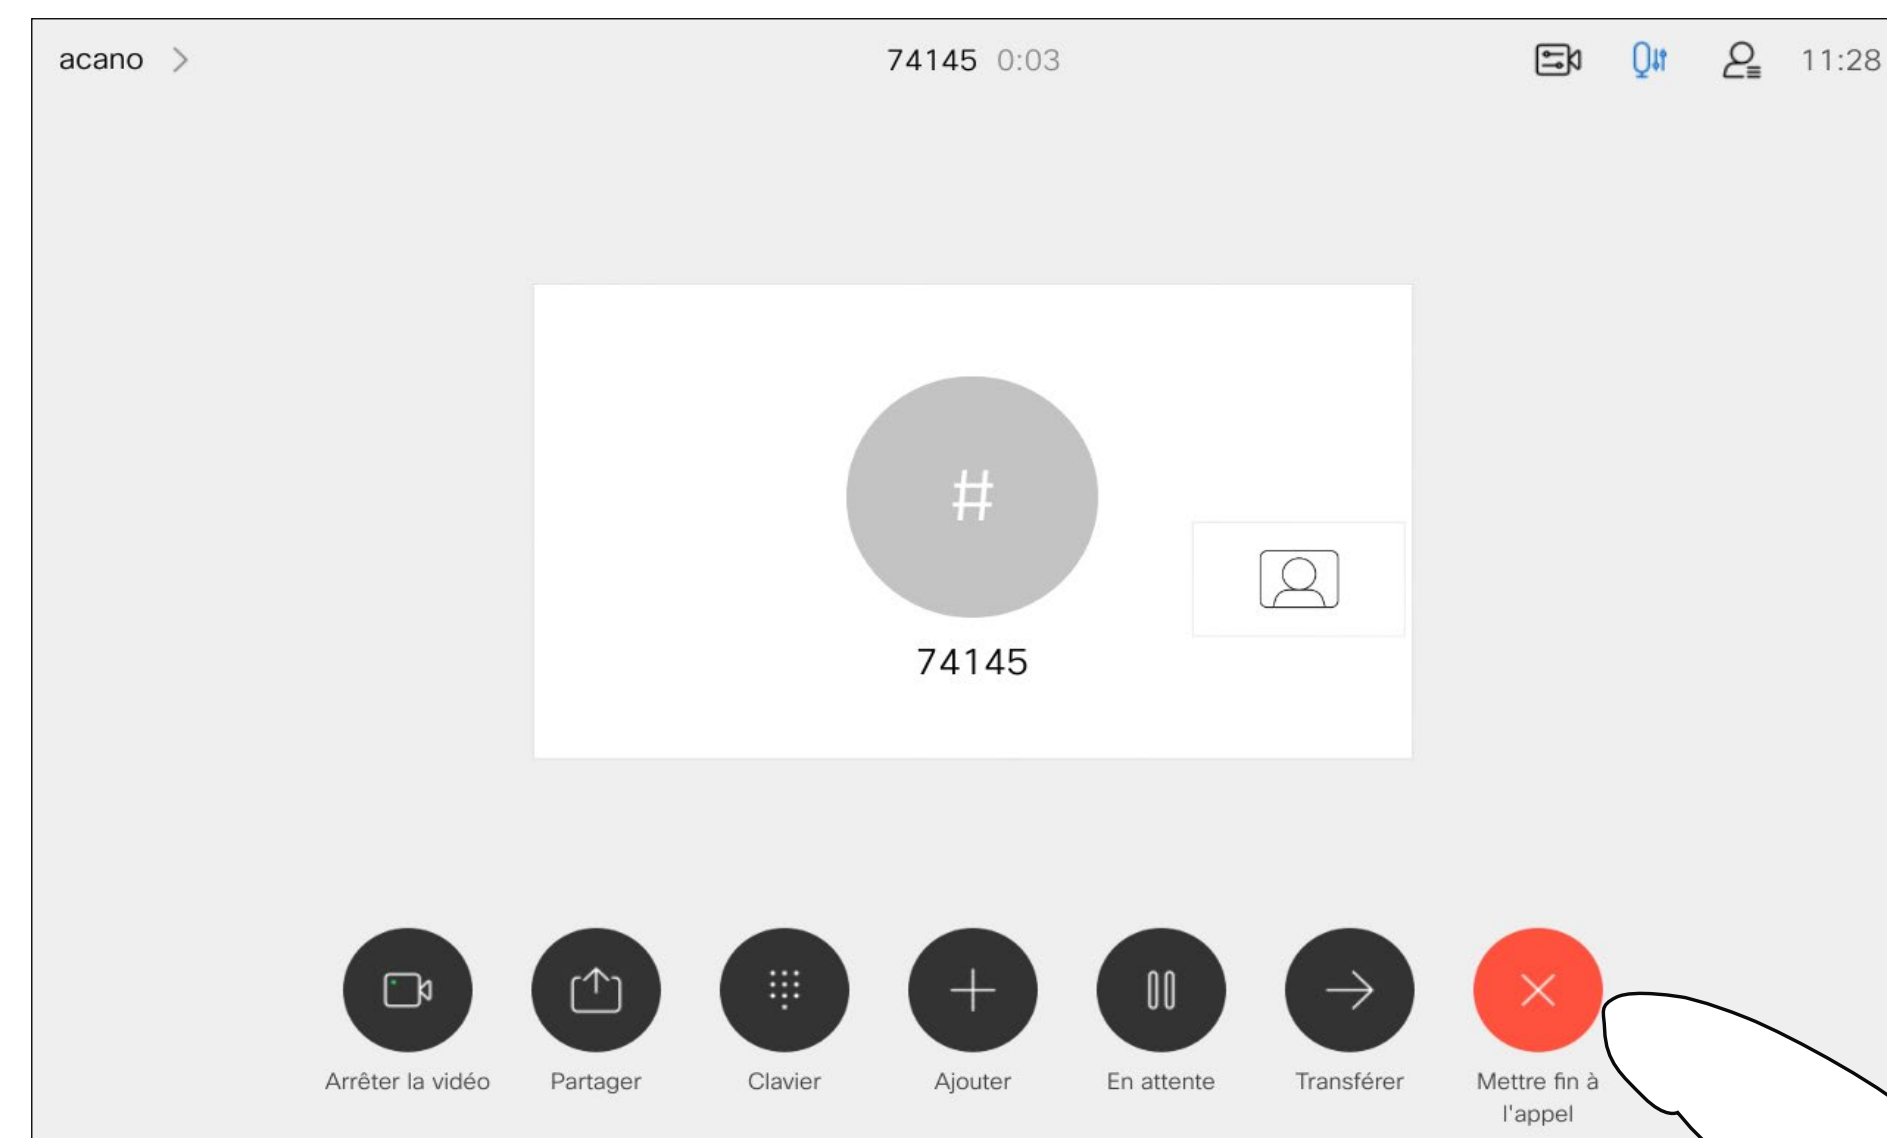 acano
74145 0:03
11:28
#
74145
Arrêter la vidéo
Partager
Clavier
Ajouter
En attente
Transférer
Mettre fin à
l'appel